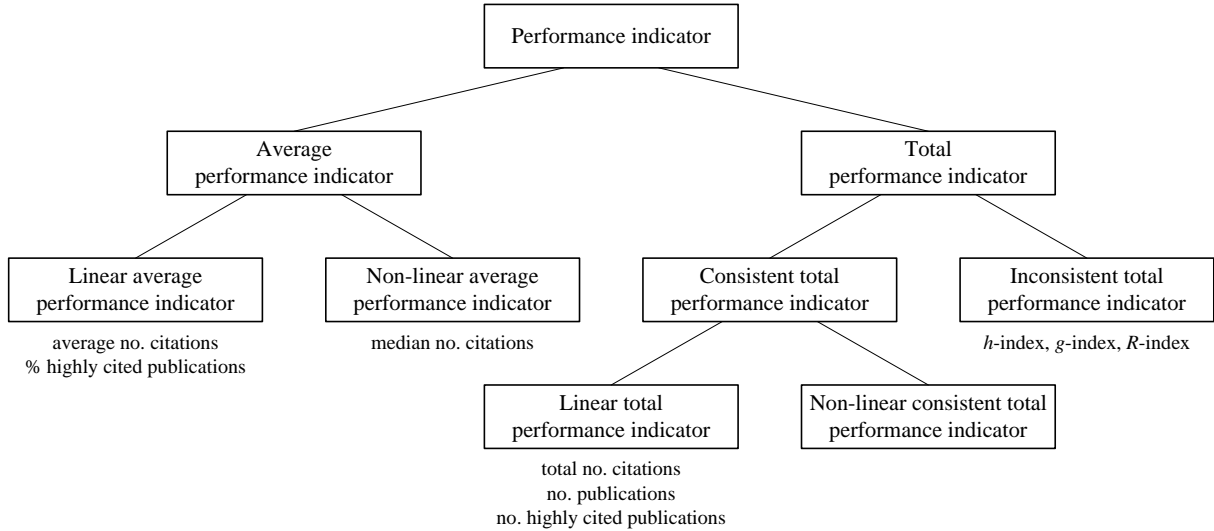 Performance indicator
Average
performance indicator
Total
performance indicator
Linear average
performance indicator
Non-linear average
performance indicator
Consistent total
performance indicator
Inconsistent total
performance indicator
average no. citations
% highly cited publications
median no. citations
h-index, g-index, R-index
Linear total
performance indicator
Non-linear consistent total
performance indicator
total no. citations
no. publications
no. highly cited publications